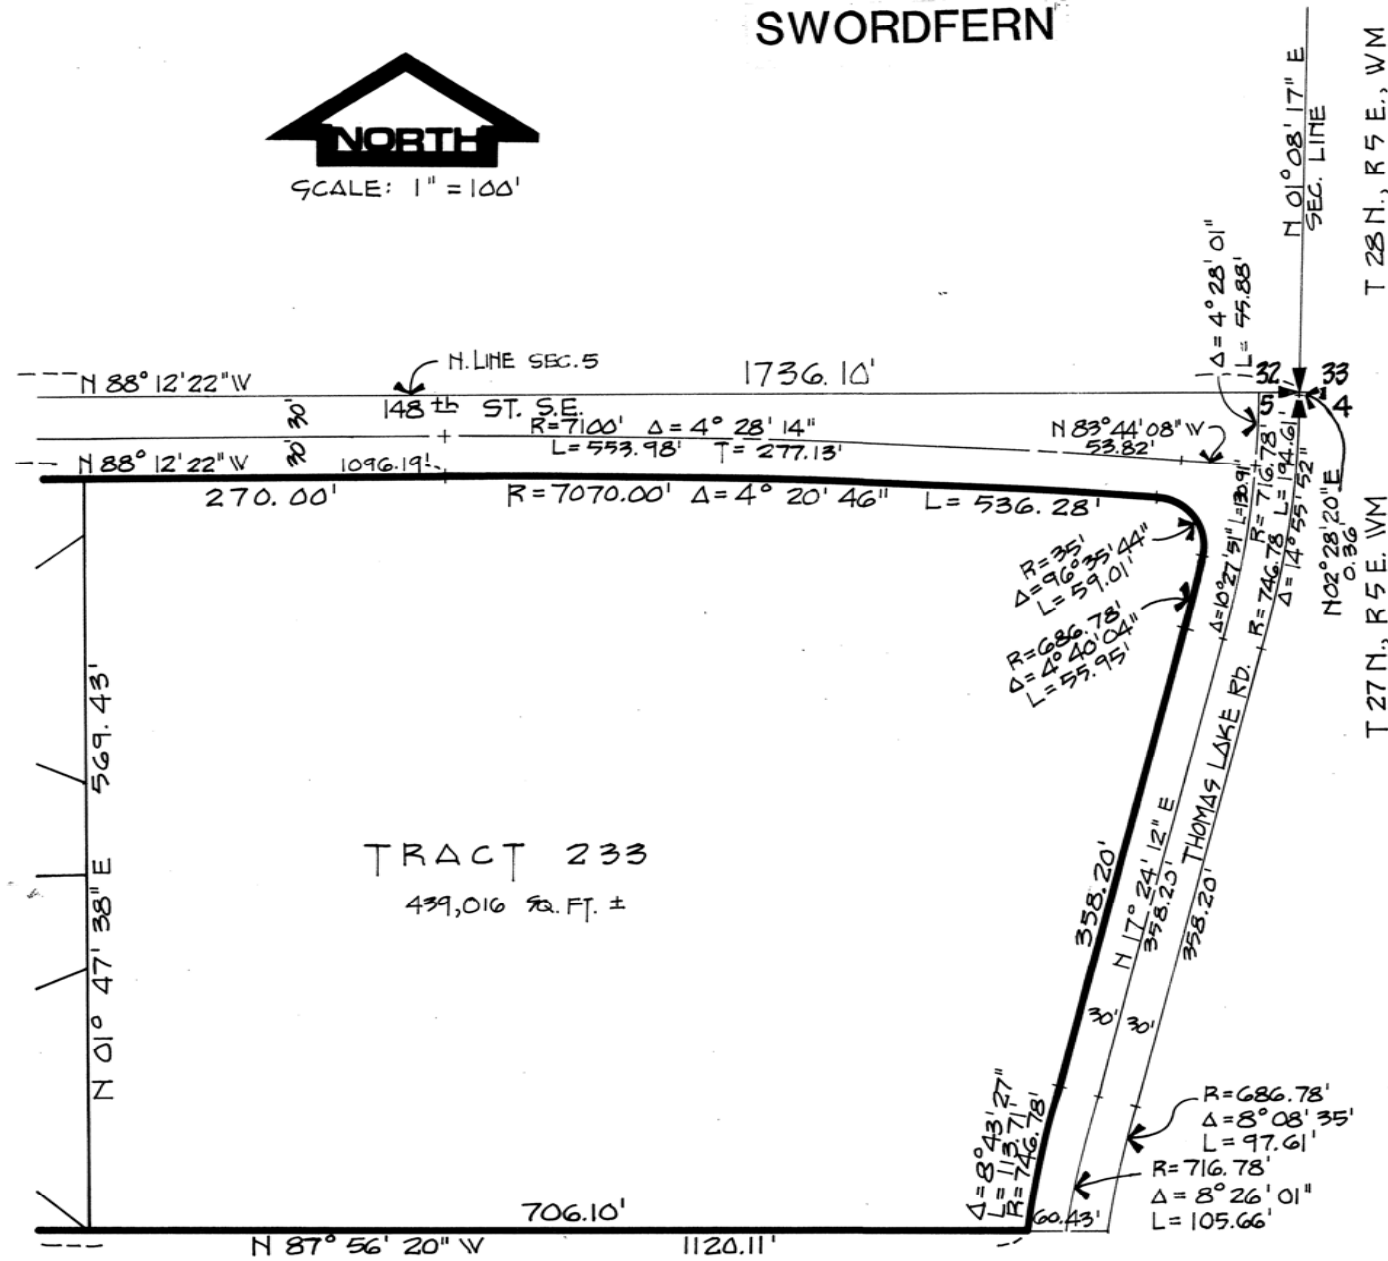 SWORDFERN
NORTH
SCALE: 1" = 100'
N 01° 08' 17" E
SEC. LINE
T 28 N., R 5 E., WM
Δ= 4° 28' 01"
L= 55.88'
N 88° 12' 22" W
N. LINE SEC. 5
1736.10'
32
33
5
4
30'
148 th ST. S.E.
R=7100' Δ= 4° 28' 14"
L= 553.98' T= 277.13'
N 83° 44' 08" W
53.82'
30'
N 88° 12' 22" W
1096.19'
270.00'
R=7070.00' Δ= 4° 20' 46" L= 536.28'
R=35'
Δ= 96° 35' 44"
L= 59.01'
R=686.78'
Δ= 4° 40' 04"
L= 55.95'
Δ=10° 27' 51" L=130.91'
R= 716.78'
R= 746.78' L= 194.61'
Δ= 14° 55' 52"
N02° 28' 20" E
0.36'
T 27 N., R 5 E. WM
N 01° 47' 38" E 569.43'
TRACT 233
439,016 SQ. FT. ±
358.20'
N 17° 24' 12" E
358.20'
THOMAS LAKE RD.
358.20'
30'
30'
Δ= 8° 43' 27"
L= 113.71'
R= 746.78'
R=686.78'
Δ=8° 08' 35"
L= 97.61'
R=716.78'
Δ= 8° 26' 01"
L= 105.66'
706.10'
60.43'
N 87° 56' 20" W
1120.11'